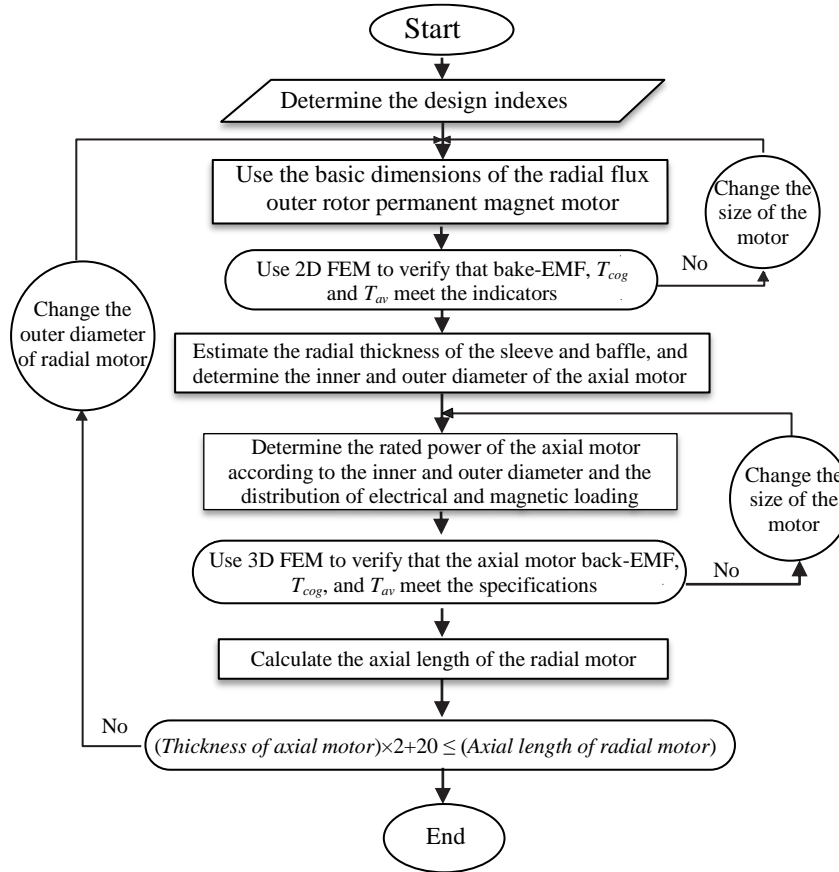 Start
Determine the design indexes
Use the basic dimensions of the radial flux
outer rotor permanent magnet motor
Change the
size of the
motor
Use 2D FEM to verify that bake-EMF, Tcog
and Tav meet the indicators
No
Change the
outer diameter
of radial motor
Estimate the radial thickness of the sleeve and baffle, and
determine the inner and outer diameter of the axial motor
Determine the rated power of the axial motor
according to the inner and outer diameter and the
distribution of electrical and magnetic loading
Change the
size of the
motor
Use 3D FEM to verify that the axial motor back-EMF,
Tcog, and Tav meet the specifications
No
Calculate the axial length of the radial motor
No
(Thickness of axial motor)×2+20 ≤ (Axial length of radial motor)
End